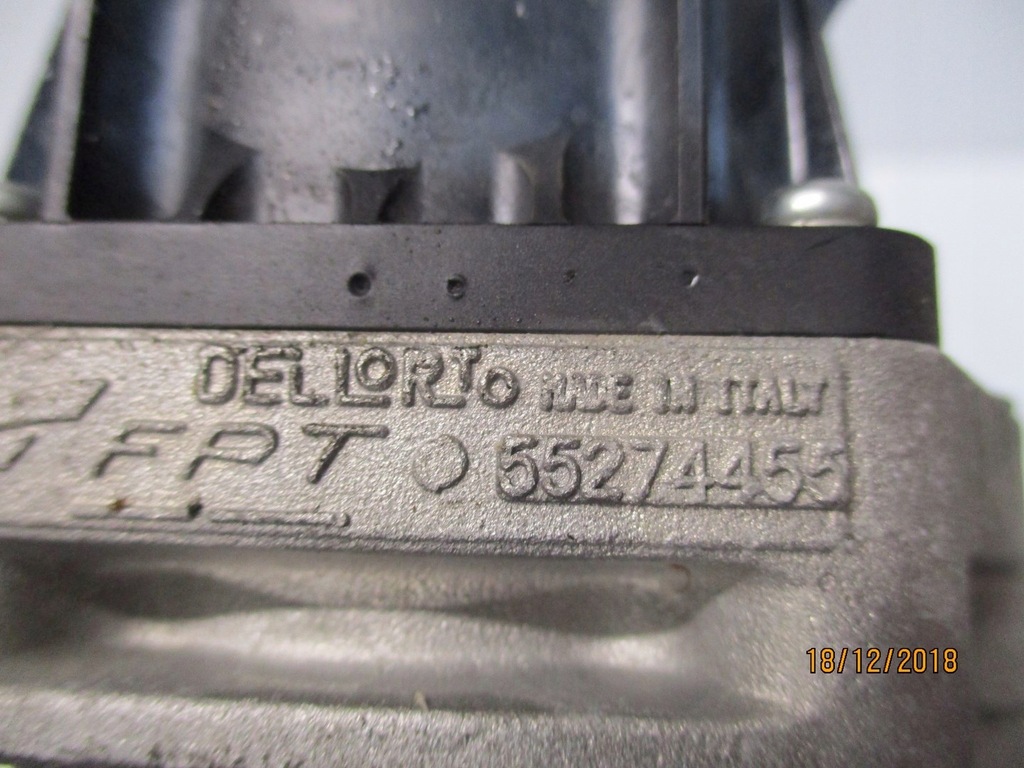 DELLORTO MADE IN ITALY
FPT 55274455
18/12/2018